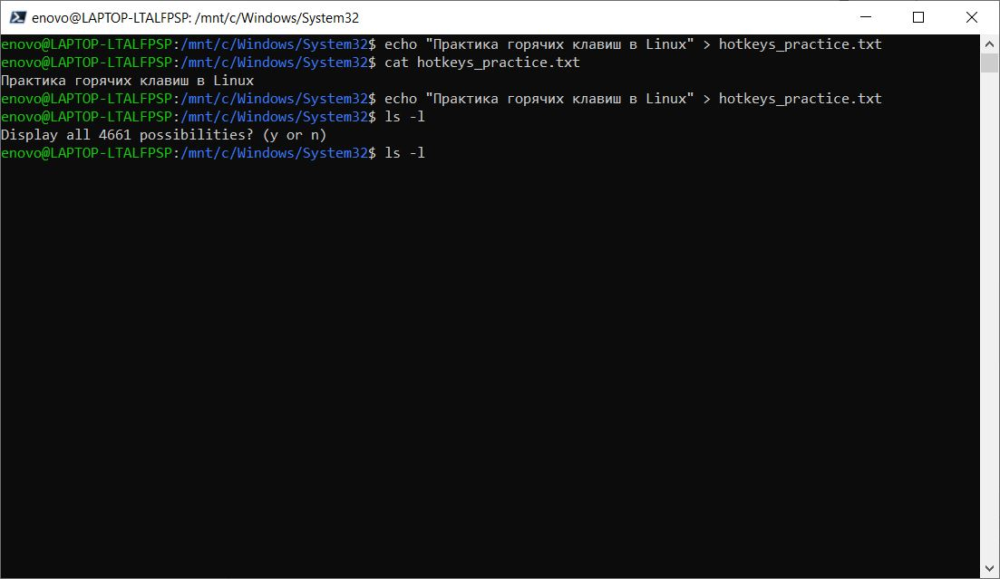 enovo@LAPTOP-LTALFPSP: /mnt/c/Windows/System32
enovo@LAPTOP-LTALFPSP:/mnt/c/Windows/System32$ echo "Практика горячих клавиш в Linux" > hotkeys_practice.txt
enovo@LAPTOP-LTALFPSP:/mnt/c/Windows/System32$ cat hotkeys_practice.txt
Практика горячих клавиш в Linux
enovo@LAPTOP-LTALFPSP:/mnt/c/Windows/System32$ echo "Практика горячих клавиш в Linux" > hotkeys_practice.txt
enovo@LAPTOP-LTALFPSP:/mnt/c/Windows/System32$ ls -l
Display all 4661 possibilities? (y or n)
enovo@LAPTOP-LTALFPSP:/mnt/c/Windows/System32$ ls -l